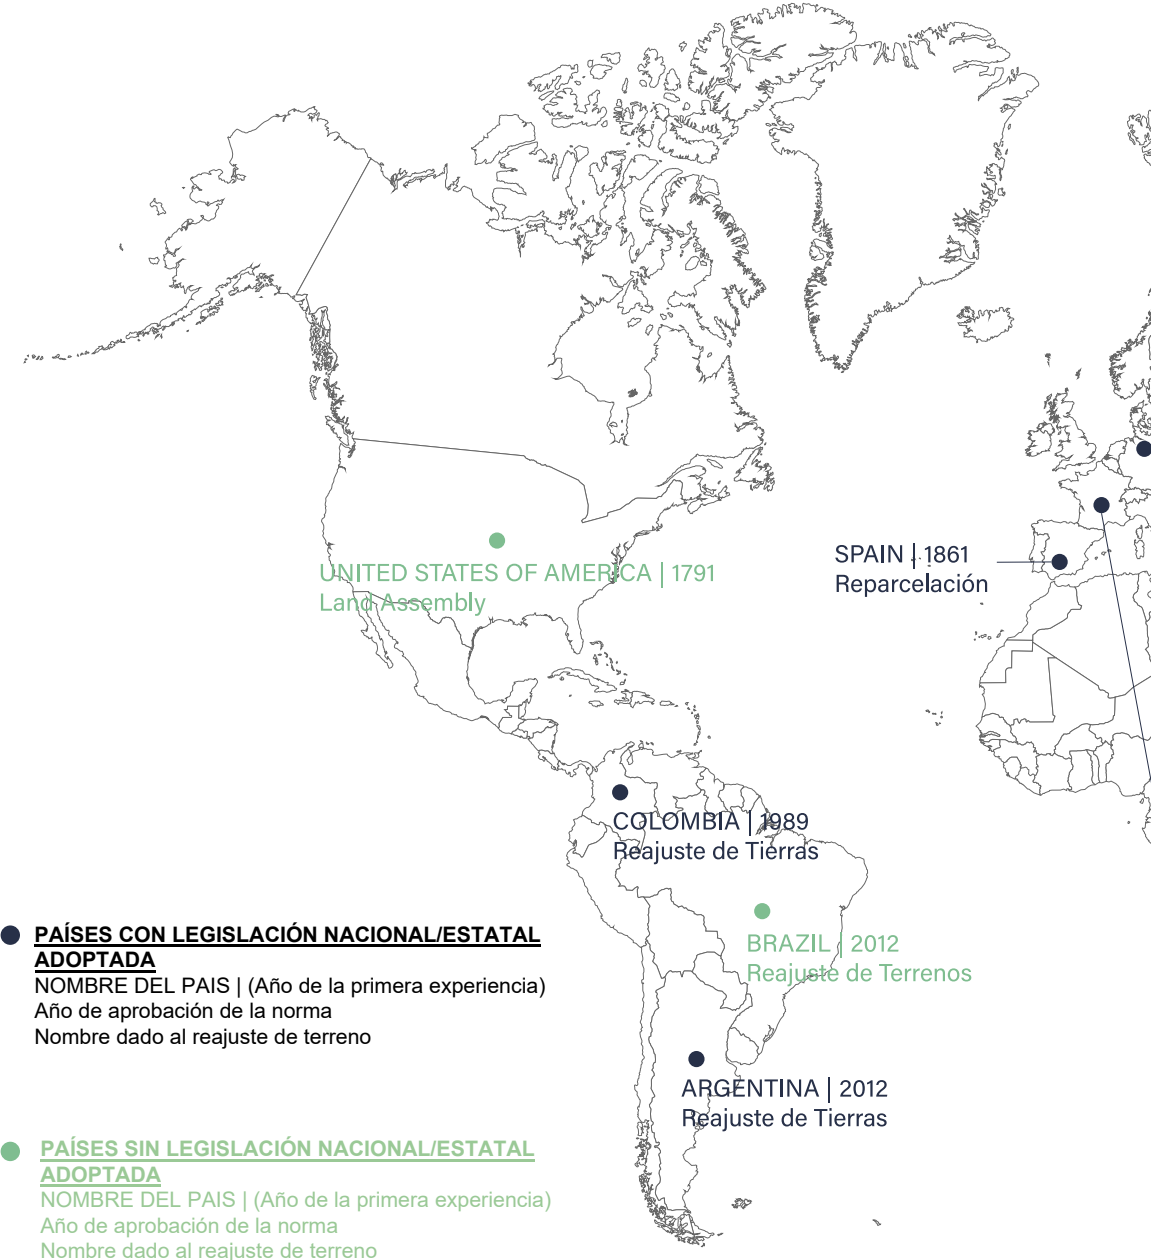 UNITED STATES OF AMERICA | 1791
Land Assembly
SPAIN | 1861
Reparcelación
COLOMBIA | 1989
Reajuste de Tierras
BRAZIL | 2012
Reajuste de Terrenos
ARGENTINA | 2012
Reajuste de Tierras
PAÍSES CON LEGISLACIÓN NACIONAL/ESTATAL
ADOPTADA
NOMBRE DEL PAIS | (Año de la primera experiencia)
Año de aprobación de la norma
Nombre dado al reajuste de terreno
PAÍSES SIN LEGISLACIÓN NACIONAL/ESTATAL
ADOPTADA
NOMBRE DEL PAIS | (Año de la primera experiencia)
Año de aprobación de la norma
Nombre dado al reajuste de terreno